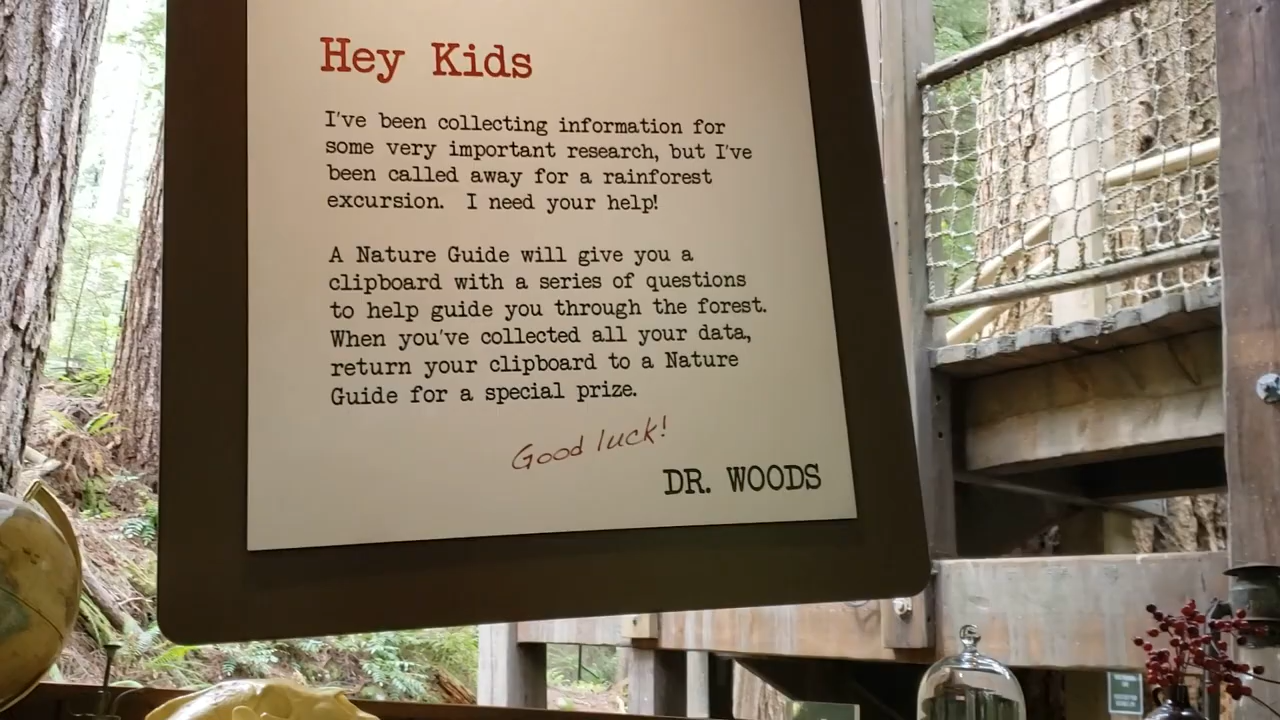 Hey Kids
I've been collecting information for
some very important research, but I've
been called away for a rainforest
excursion. I need your help!
A Nature Guide will give you a
clipboard with a series of questions
to help guide you through the forest.
When you've collected all your data,
return your clipboard to a Nature
Guide for a special prize.
Good luck!
DR. WOODS